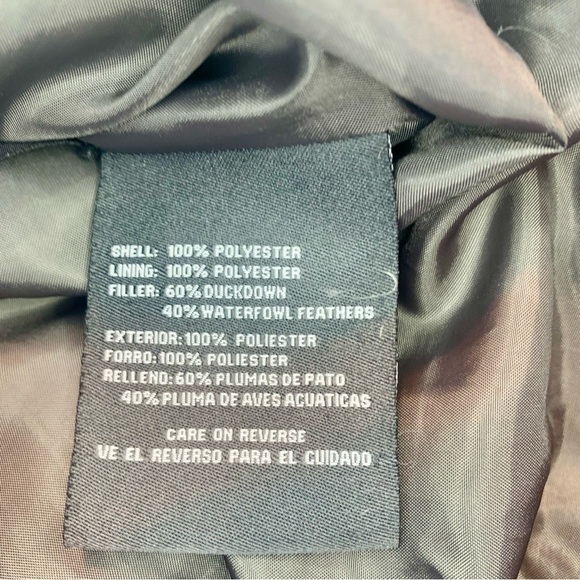 SHELL: 100% POLYESTER
LINING: 100% POLYESTER
FILLER: 60% DUCKDOWN
40% WATERFOWL FEATHERS
EXTERIOR: 100% POLIESTER
FORRO: 100% POLIESTER
RELLENO: 60% PLUMAS DE PATO
40% PLUMA DE AVES ACUATICAS
CARE ON REVERSE
VE EL REVERSO PARA EL CUIDADO